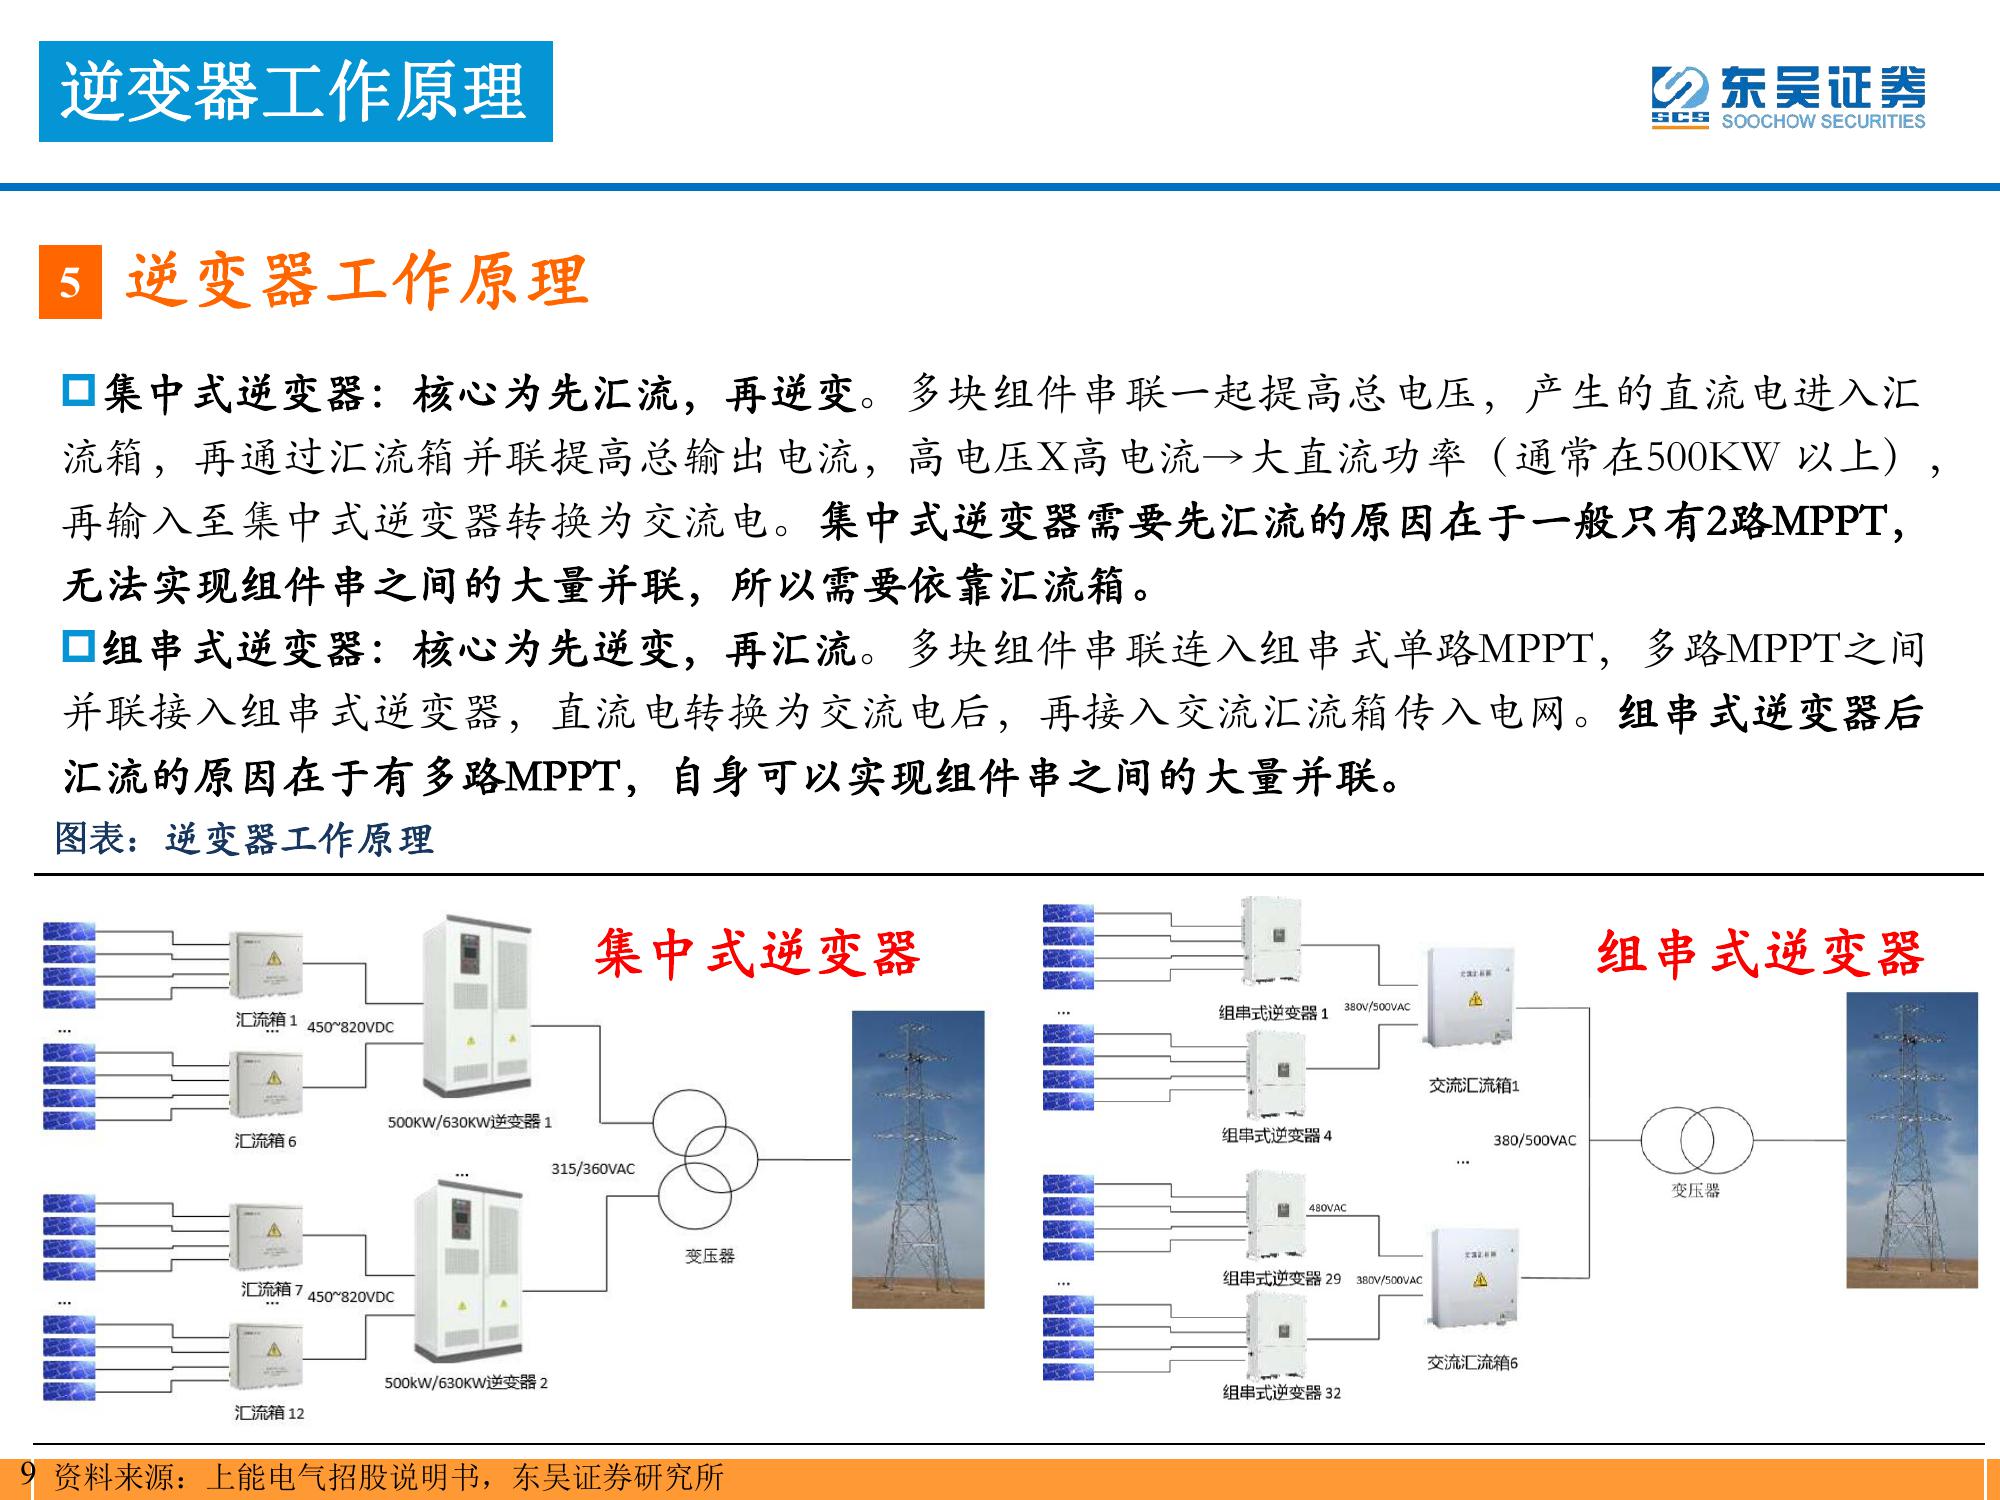 逆变器工作原理
东吴证券
SCS SOOCHOW SECURITIES
5 逆变器工作原理
集中式逆变器：核心为先汇流，再逆变。多块组件串联一起提高总电压，产生的直流电进入汇
流箱，再通过汇流箱并联提高总输出电流，高电压X高电流→大直流功率（通常在500KW 以上），
再输入至集中式逆变器转换为交流电。集中式逆变器需要先汇流的原因在于一般只有2路MPPT，
无法实现组件串之间的大量并联，所以需要依靠汇流箱。
组串式逆变器：核心为先逆变，再汇流。多块组件串联连入组串式单路MPPT，多路MPPT之间
并联接入组串式逆变器，直流电转换为交流电后，再接入交流汇流箱传入电网。组串式逆变器后
汇流的原因在于有多路MPPT，自身可以实现组件串之间的大量并联。
图表：逆变器工作原理
集中式逆变器
汇流箱 1
...
...
450~820VDC
汇流箱 6
500KW/630KW逆变器 1
...
315/360VAC
变压器
汇流箱 7
...
...
450~820VDC
汇流箱 12
500kW/630KW逆变器 2
组串式逆变器
组串式逆变器 1
380V/500VAC
...
交流汇流箱1
组串式逆变器 4
380/500VAC
...
变压器
480VAC
组串式逆变器 29
380V/500VAC
...
交流汇流箱6
组串式逆变器 32
9 资料来源：上能电气招股说明书，东吴证券研究所